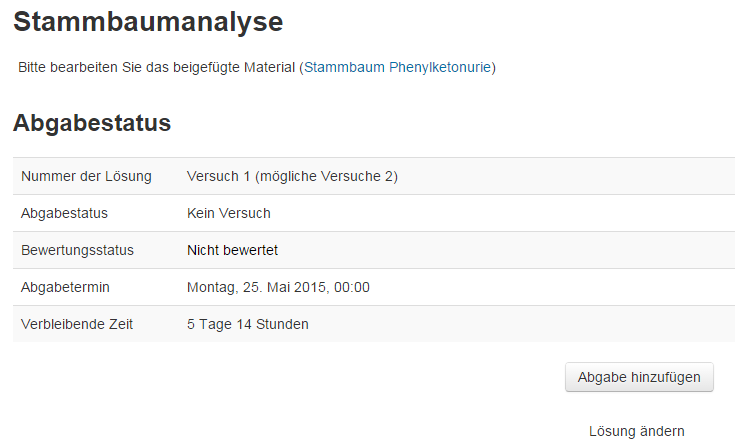 Stammbaumanalyse
Bitte bearbeiten Sie das beigefügte Material (Stammbaum Phenylketonurie)
Abgabestatus
Nummer der Lösung Versuch 1 (mögliche Versuche 2)
Abgabestatus Kein Versuch
Bewertungsstatus Nicht bewertet
Abgabetermin Montag, 25. Mai 2015, 00:00
Verbleibende Zeit 5 Tage 14 Stunden
Abgabe hinzufügen
Lösung ändern